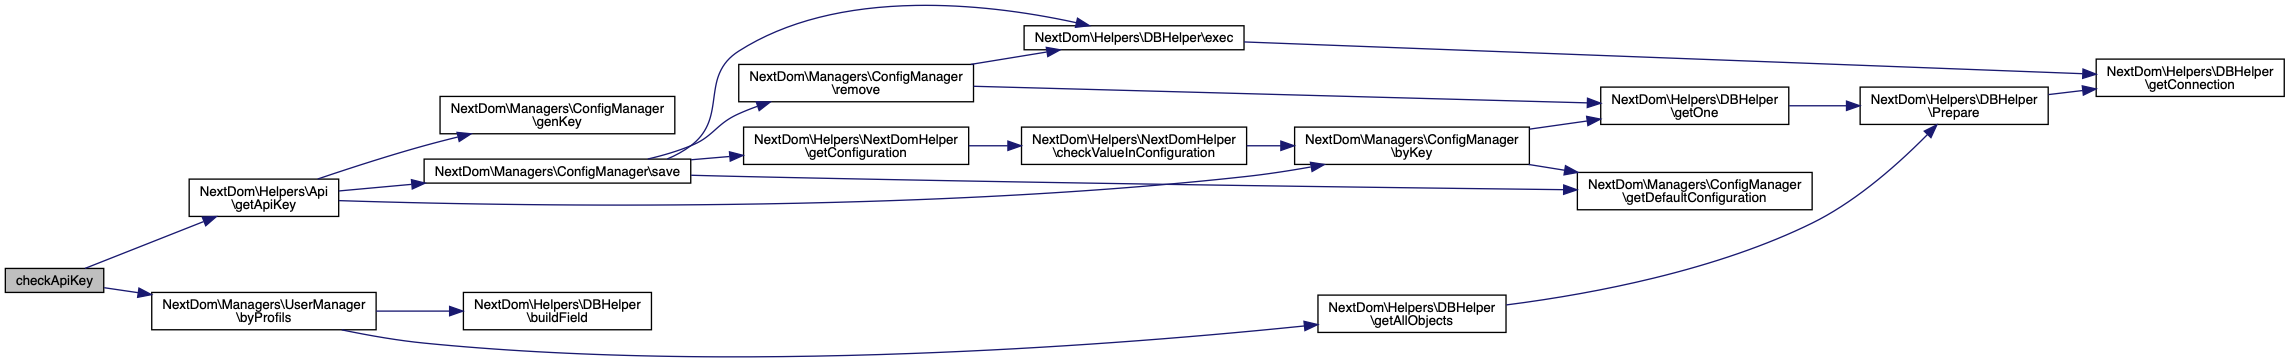 checkApiKey
NextDom\Helpers\Api
\getApiKey
NextDom\Managers\ConfigManager
\genKey
NextDom\Managers\ConfigManager\save
NextDom\Helpers\DBHelper\exec
NextDom\Managers\ConfigManager
\remove
NextDom\Helpers\NextDomHelper
\getConfiguration
NextDom\Helpers\NextDomHelper
\checkValueInConfiguration
NextDom\Managers\ConfigManager
\byKey
NextDom\Helpers\DBHelper
\getOne
NextDom\Helpers\DBHelper
\Prepare
NextDom\Helpers\DBHelper
\getConnection
NextDom\Managers\ConfigManager
\getDefaultConfiguration
NextDom\Managers\UserManager
\byProfils
NextDom\Helpers\DBHelper
\buildField
NextDom\Helpers\DBHelper
\getAllObjects